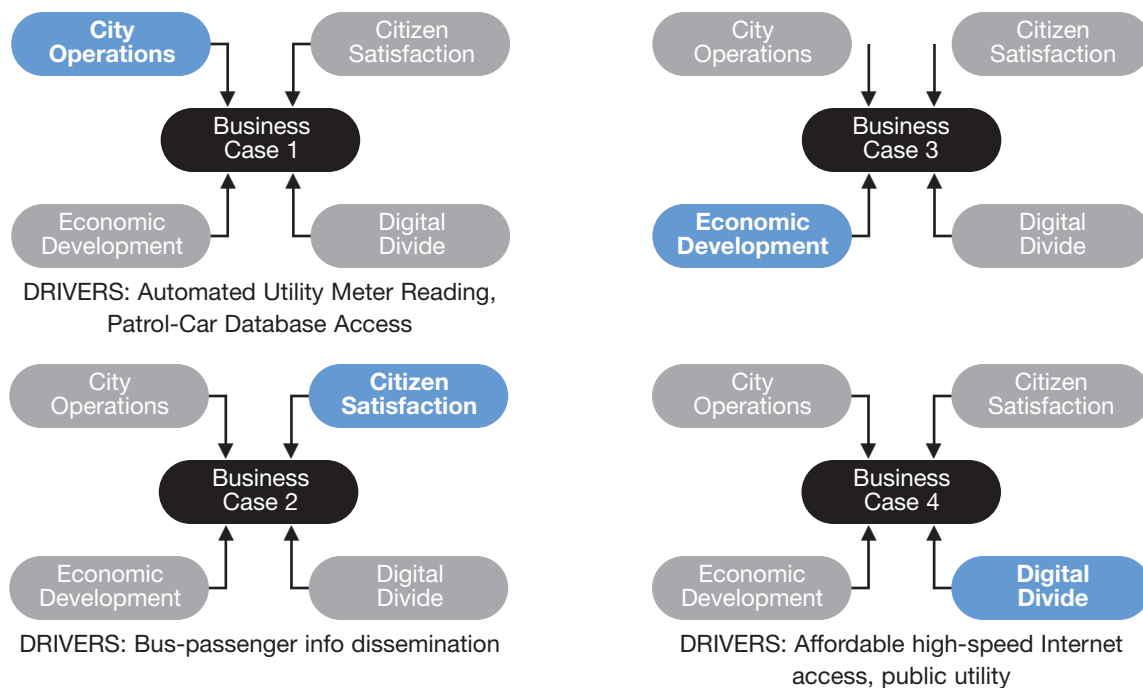 City
Operations
Citizen
Satisfaction
Business
Case 1
Economic
Development
Digital
Divide
DRIVERS: Automated Utility Meter Reading,
Patrol-Car Database Access
City
Operations
Citizen
Satisfaction
Business
Case 3
Economic
Development
Digital
Divide
City
Operations
Citizen
Satisfaction
Business
Case 2
Economic
Development
Digital
Divide
DRIVERS: Bus-passenger info dissemination
City
Operations
Citizen
Satisfaction
Business
Case 4
Economic
Development
Digital
Divide
DRIVERS: Affordable high-speed Internet
access, public utility